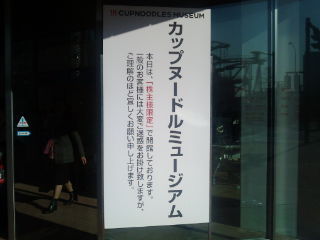 CUPNOODLES MUSEUM
カップヌードルミュージアム
本日は、「株主様限定」で開館しております。
一般のお客様には大変ご迷惑をお掛け致しますが、
ご理解のほど宜しくお願い申し上げます。